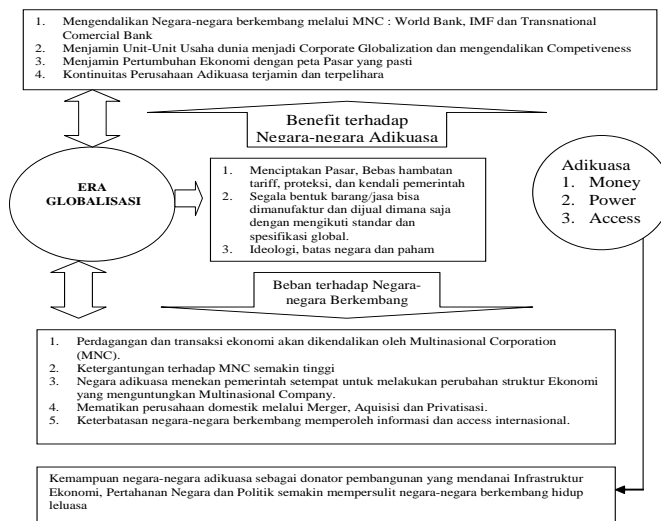 1. Mengendalikan Negara-negara berkembang melalui MNC : World Bank, IMF dan Transnational
Comercial Bank
2. Menjamin Unit-Unit Usaha dunia menjadi Corporate Globalization dan mengendalikan Competiveness
3. Menjamin Pertumbuhan Ekonomi dengan peta Pasar yang pasti
4. Kontinuitas Perusahaan Adikuasa terjamin dan terpelihara
Benefit terhadap
Negara-negara Adikuasa
ERA
GLOBALISASI
1. Menciptakan Pasar, Bebas hambatan
tariff, proteksi, dan kendali pemerintah
2. Segala bentuk barang/jasa bisa
dimanufaktur dan dijual dimana saja
dengan mengikuti standar dan
spesifikasi global.
3. Ideologi, batas negara dan paham
Adikuasa
1. Money
2. Power
3. Access
Beban terhadap Negara-
negara Berkembang
1. Perdagangan dan transaksi ekonomi akan dikendalikan oleh Multinasional Corporation
(MNC).
2. Ketergantungan terhadap MNC semakin tinggi
3. Negara adikuasa menekan pemerintah setempat untuk melakukan perubahan struktur Ekonomi
yang menguntungkan Multinasional Company.
4. Mematikan perusahaan domestik melalui Merger, Aquisisi dan Privatisasi.
5. Keterbatasan negara-negara berkembang memperoleh informasi dan access internasional.
Kemampuan negara-negara adikuasa sebagai donator pembangunan yang mendanai Infrastruktur
Ekonomi, Pertahanan Negara dan Politik semakin mempersulit negara-negara berkembang hidup
leluasa